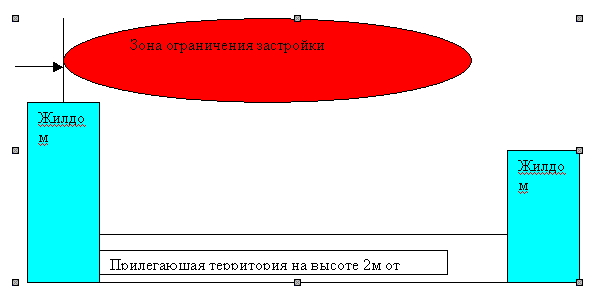 Зона ограничения застройки
Жилдо
м
Жилдо
м
Прилегающая территория на высоте 2м от